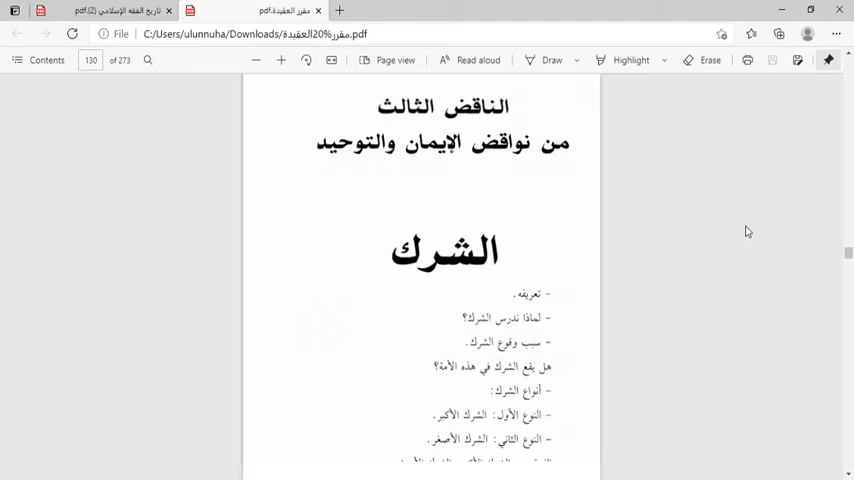 تاريخ الفقه الإسلامي (2).pdf
مقرر العقيدة.pdf
File
C:/Users/ulunnuha/Downloads/مقرر%20العقيدة.pdf
Contents
130
of 273
Page view
Read aloud
Draw
Highlight
Erase
الناقض الثالث
من نواقض الإيمان والتوحيد
الشرك
- تعريفه .
- لماذا ندرس الشرك؟
- سبب وقوع الشرك.
هل يقع الشرك في هذه الأمة؟
- أنواع الشرك:
- النوع الأول: الشرك الأكبر.
- النوع الثاني: الشرك الأصغر.